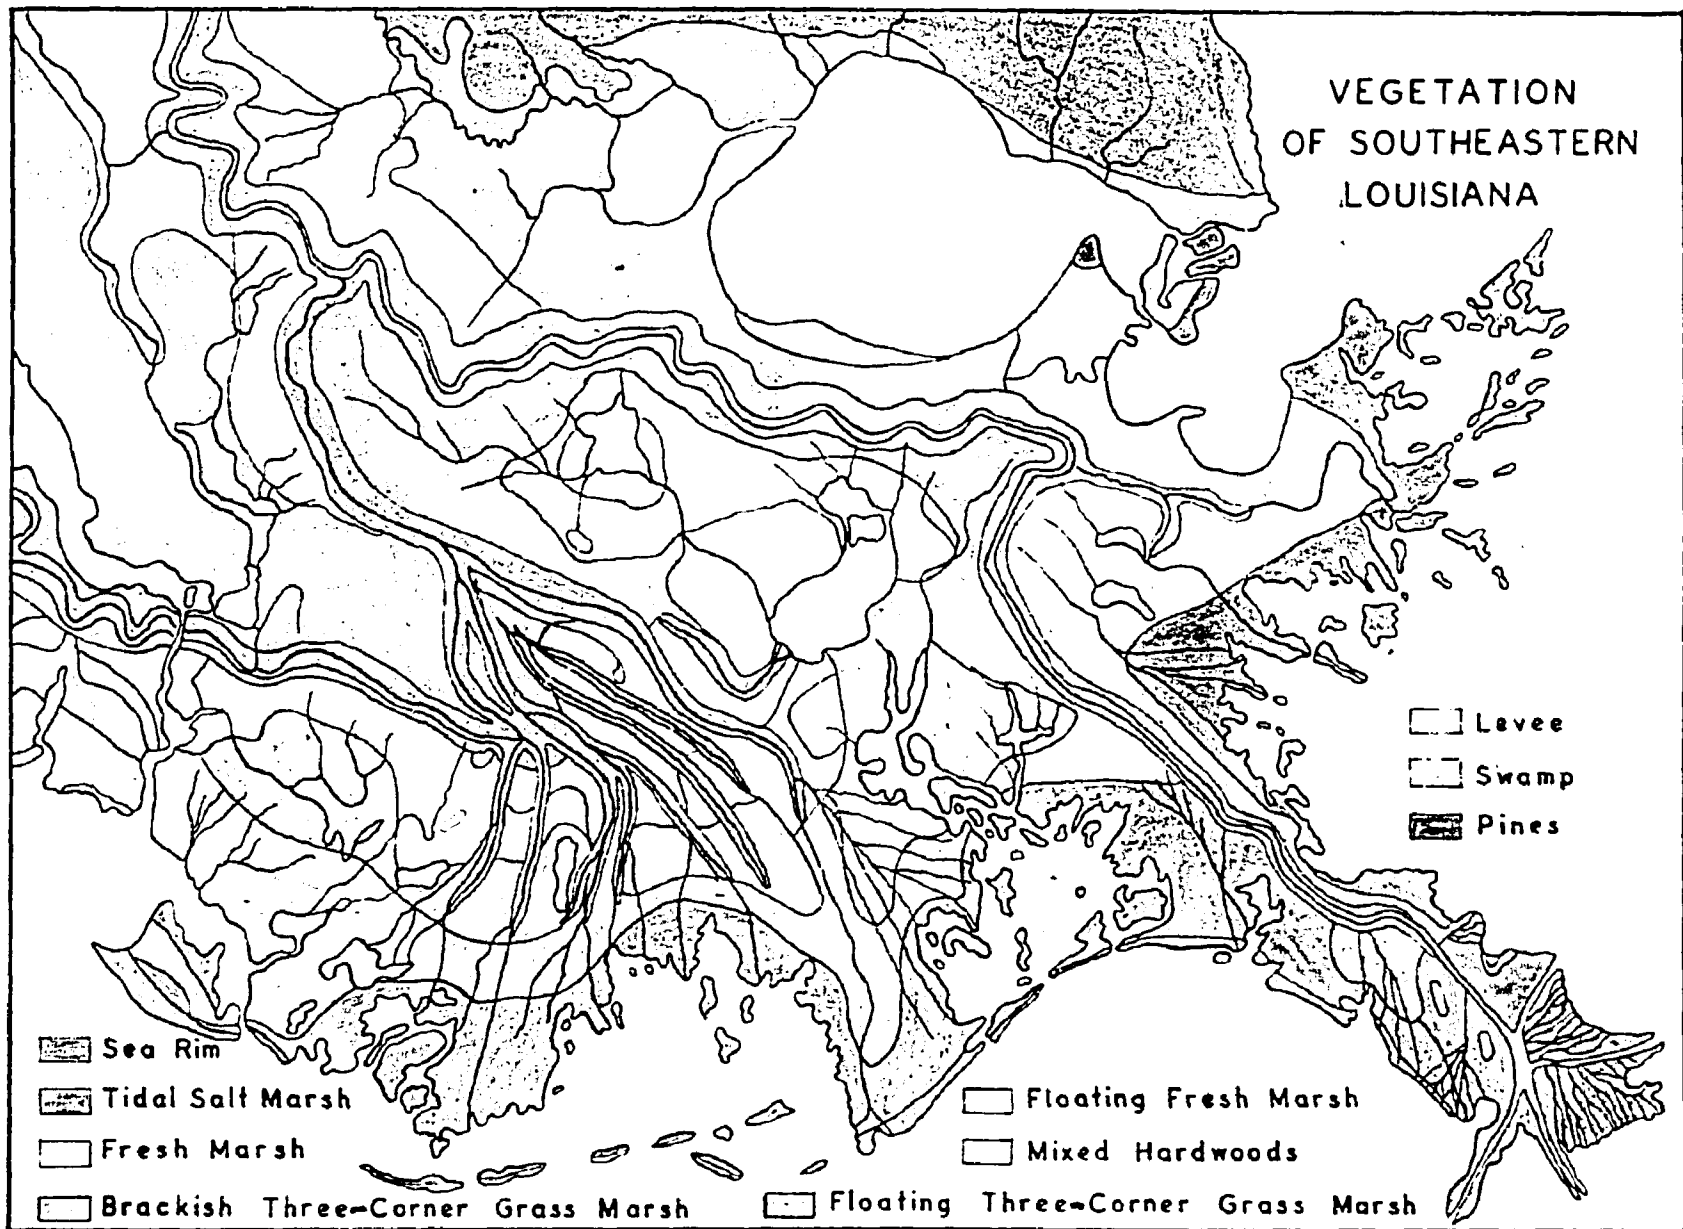 VEGETATION
OF SOUTHEASTERN
LOUISIANA
Levee
Swamp
Pines
Sea Rim
Tidal Salt Marsh
Fresh Marsh
Brackish Three-Corner Grass Marsh
Floating Fresh Marsh
Mixed Hardwoods
Floating Three-Corner Grass Marsh